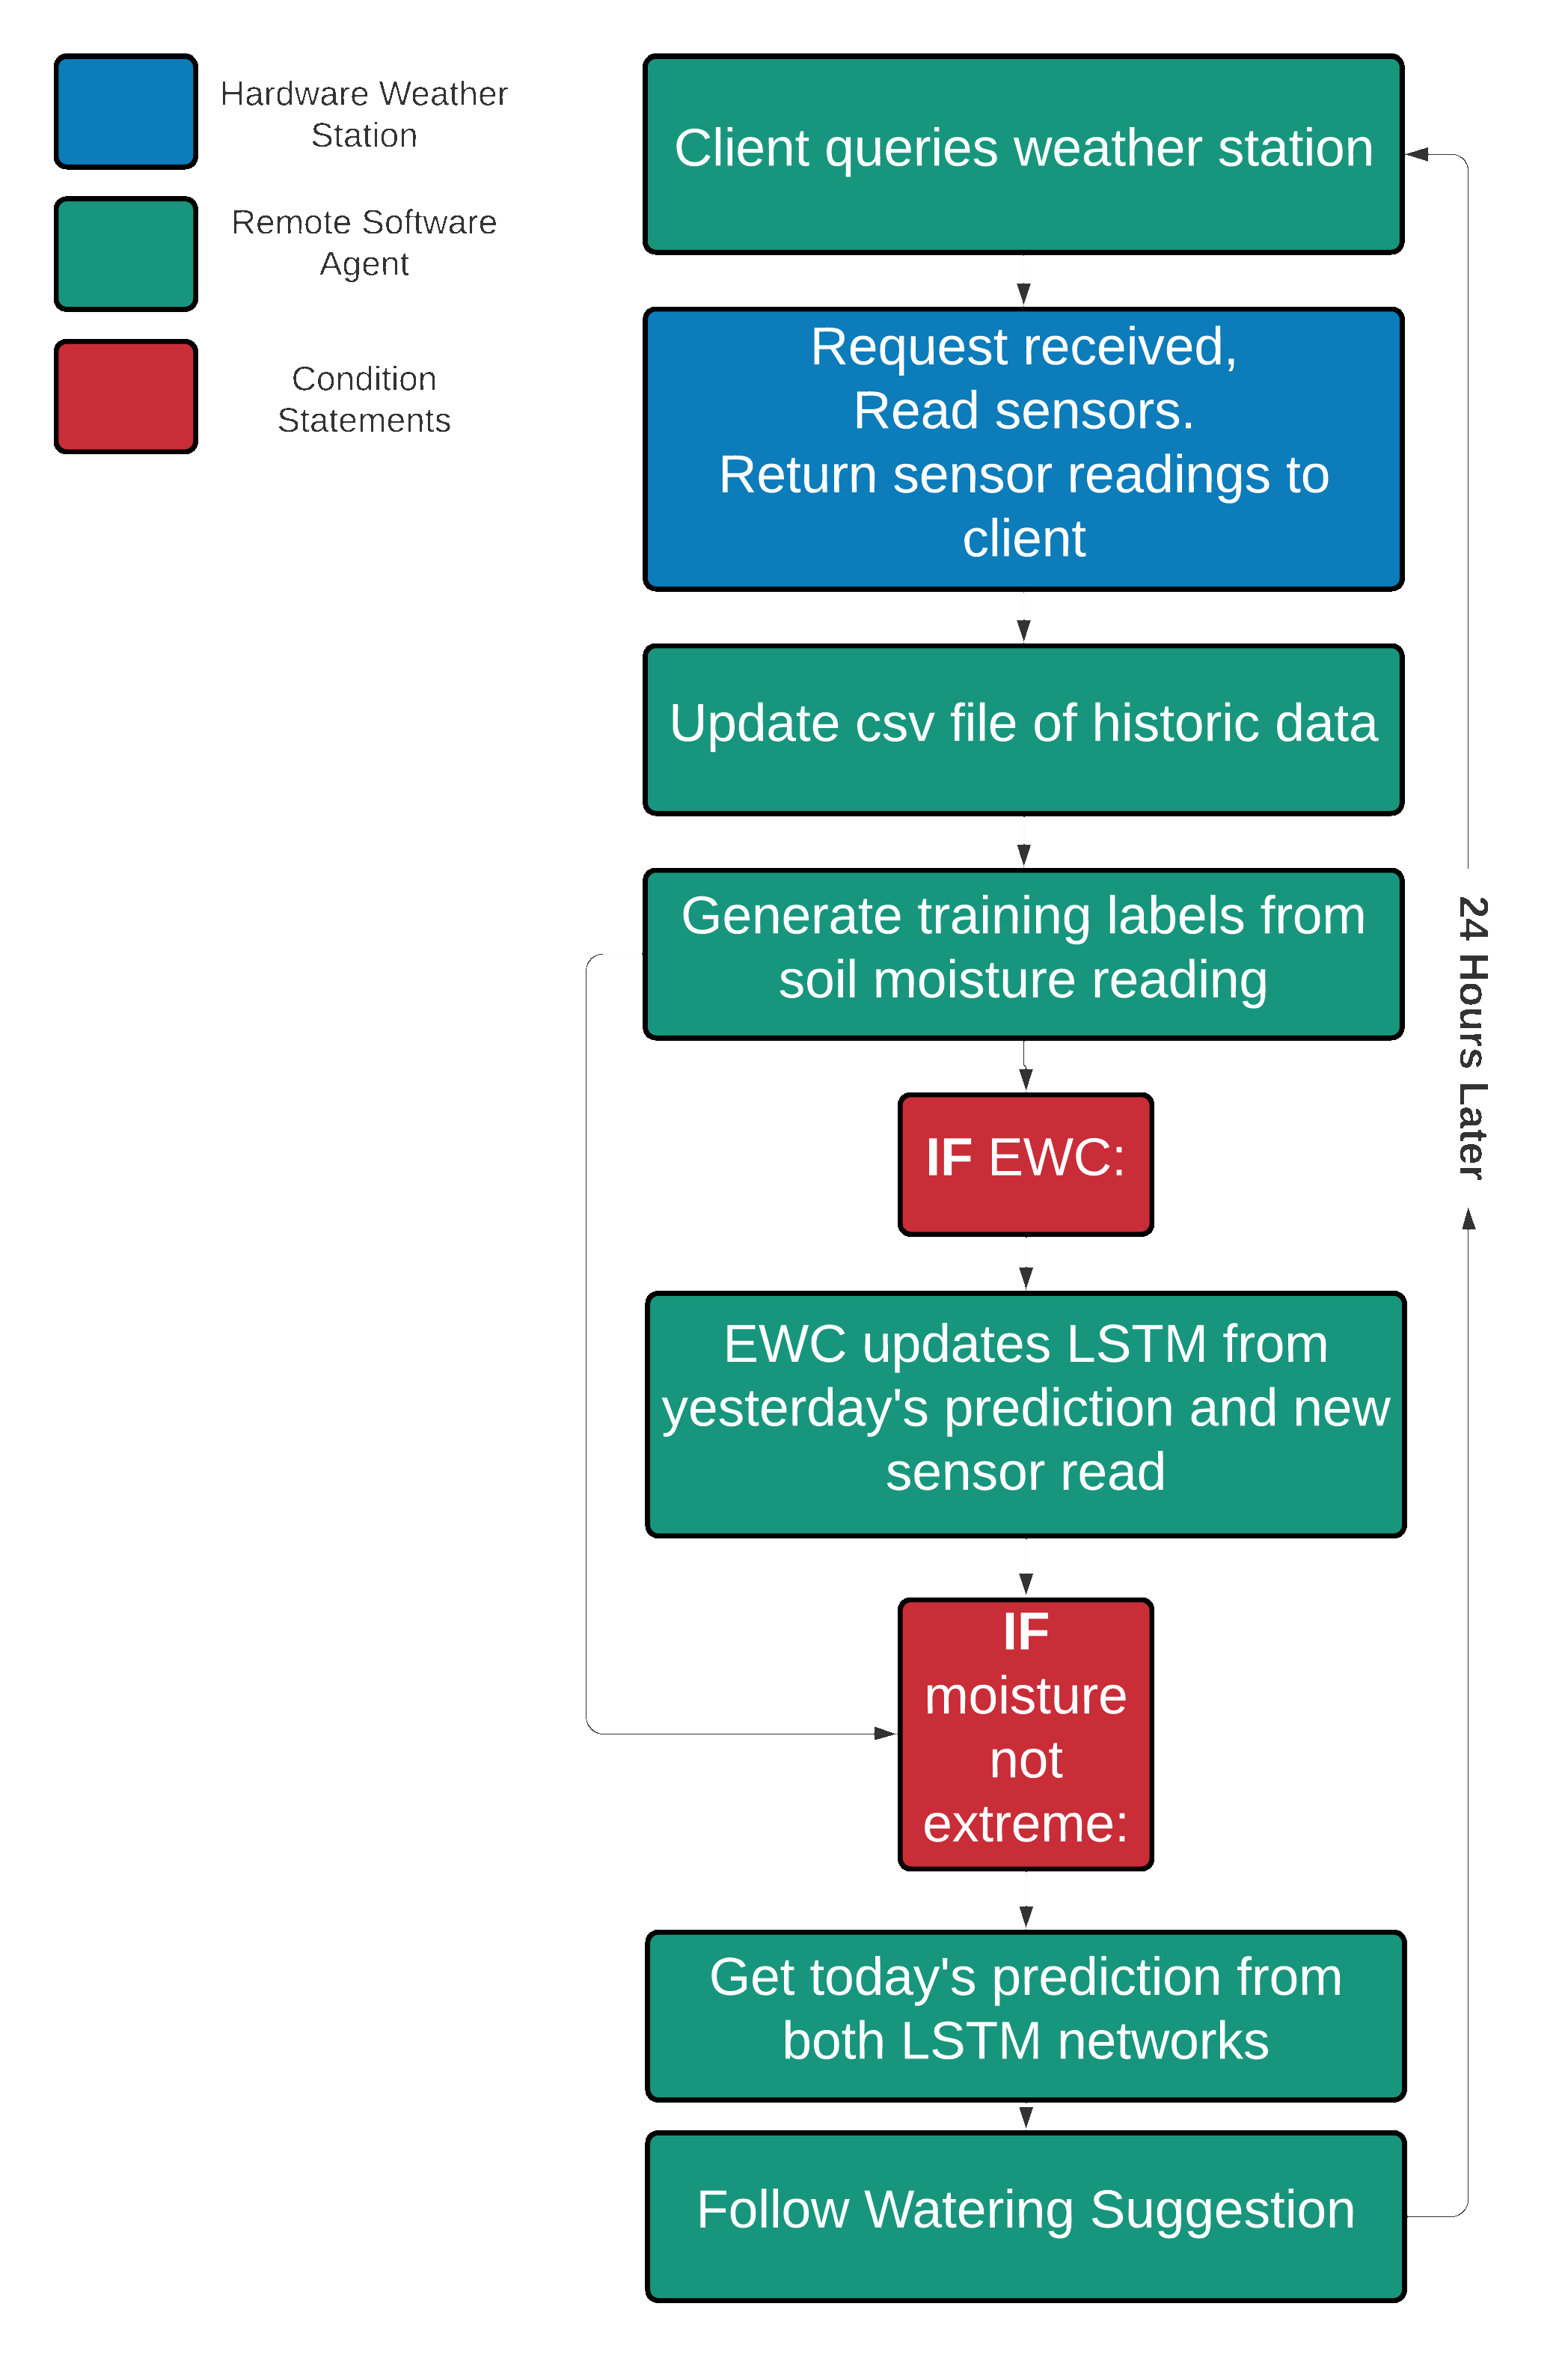 Hardware Weather
Station
Remote Software
Agent
Condition
Statements
Client queries weather station
Request received,
Read sensors.
Return sensor readings to
client
Update csv file of historic data
Generate training labels from
soil moisture reading
IF EWC:
EWC updates LSTM from
yesterday's prediction and new
sensor read
IF
moisture
not
extreme:
Get today's prediction from
both LSTM networks
Follow Watering Suggestion
24 Hours Later